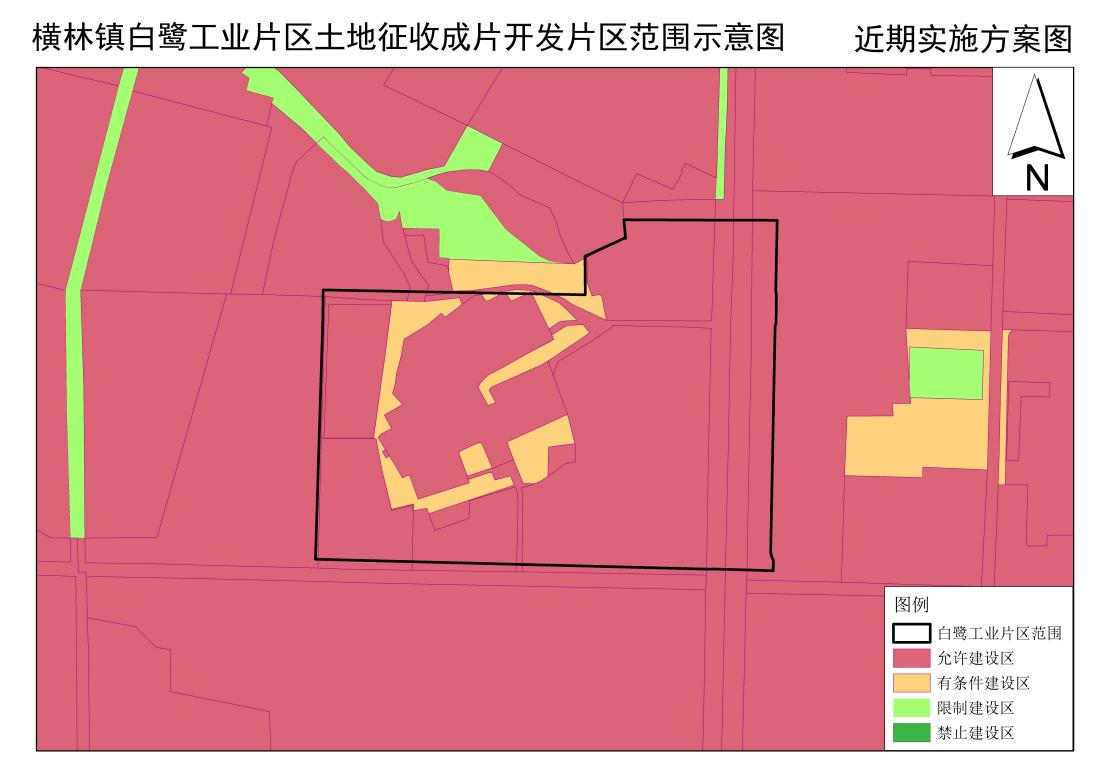 横林镇白鹭工业片区土地征收成片开发片区范围示意图 近期实施方案图
N
图例
白鹭工业片区范围
允许建设区
有条件建设区
限制建设区
禁止建设区